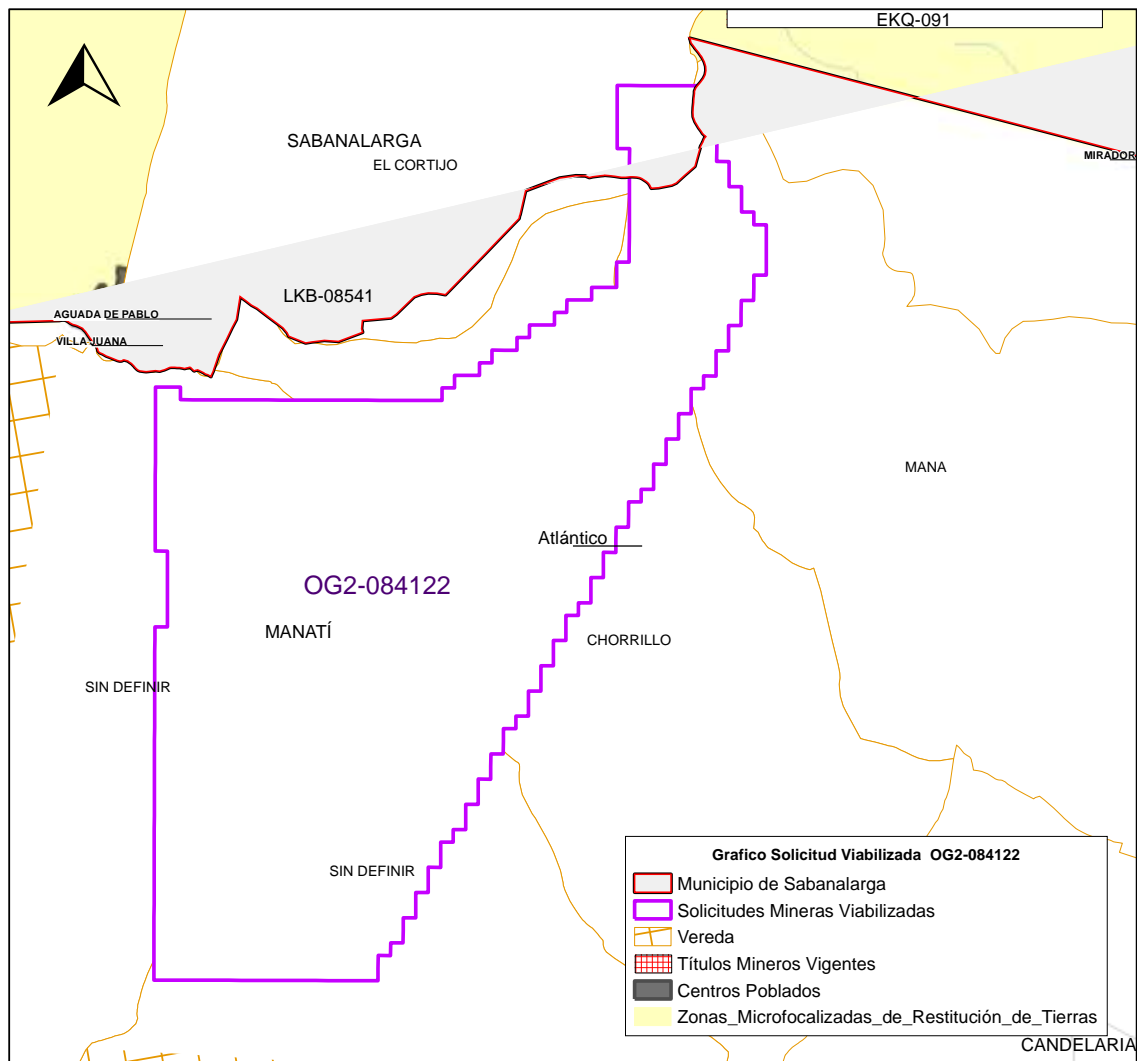 EKQ-091
SABANALARGA
EL CORTIJO
MIRADOR
LKB-08541
AGUADA DE PABLO
VILLA JUANA
MANA
Atlántico
OG2-084122
MANATÍ
CHORRILLO
SIN DEFINIR
SIN DEFINIR
Grafico Solicitud Viabilizada OG2-084122
Municipio de Sabanalarga
Solicitudes Mineras Viabilizadas
Vereda
Títulos Mineros Vigentes
Centros Poblados
Zonas_Microfocalizadas_de_Restitución_de_Tierras
CANDELARIA